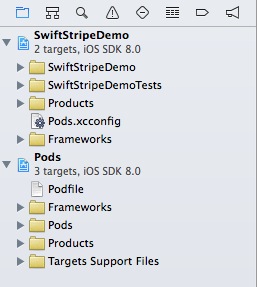 SwiftStripeDemo
2 targets, iOS SDK 8.0
SwiftStripeDemo
SwiftStripeDemoTests
Products
Pods.xcconfig
Frameworks
Pods
3 targets, iOS SDK 8.0
Podfile
Frameworks
Pods
Products
Targets Support Files